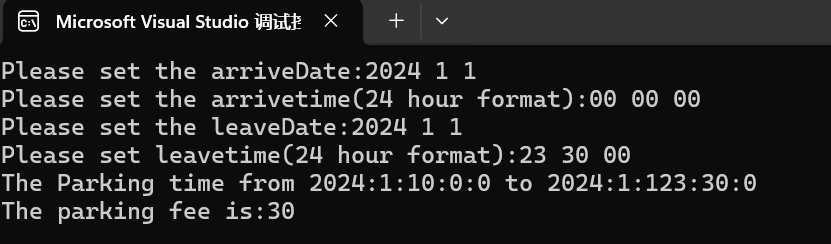 Microsoft Visual Studio 调试
Please set the arriveDate:2024 1 1
Please set the arrivetime(24 hour format):00 00 00
Please set the leaveDate:2024 1 1
Please set leavetime(24 hour format):23 30 00
The Parking time from 2024:1:10:0:0 to 2024:1:123:30:0
The parking fee is:30